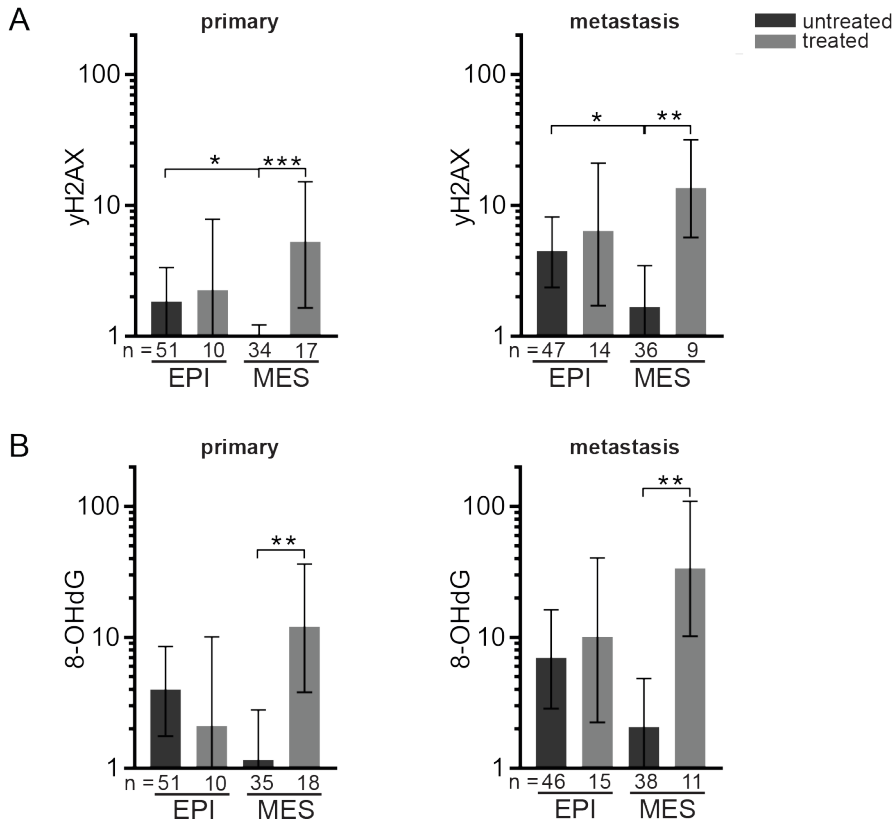 A
primary
metastasis
untreated
treated
yH2AX
100
10
1
*
***
n = 51 10 34 17
EPI MES
yH2AX
100
10
1
*
**
n = 47 14 36 9
EPI MES
B
primary
metastasis
8-OHdG
100
10
1
**
n = 51 10 35 18
EPI MES
8-OHdG
100
10
1
**
n = 46 15 38 11
EPI MES